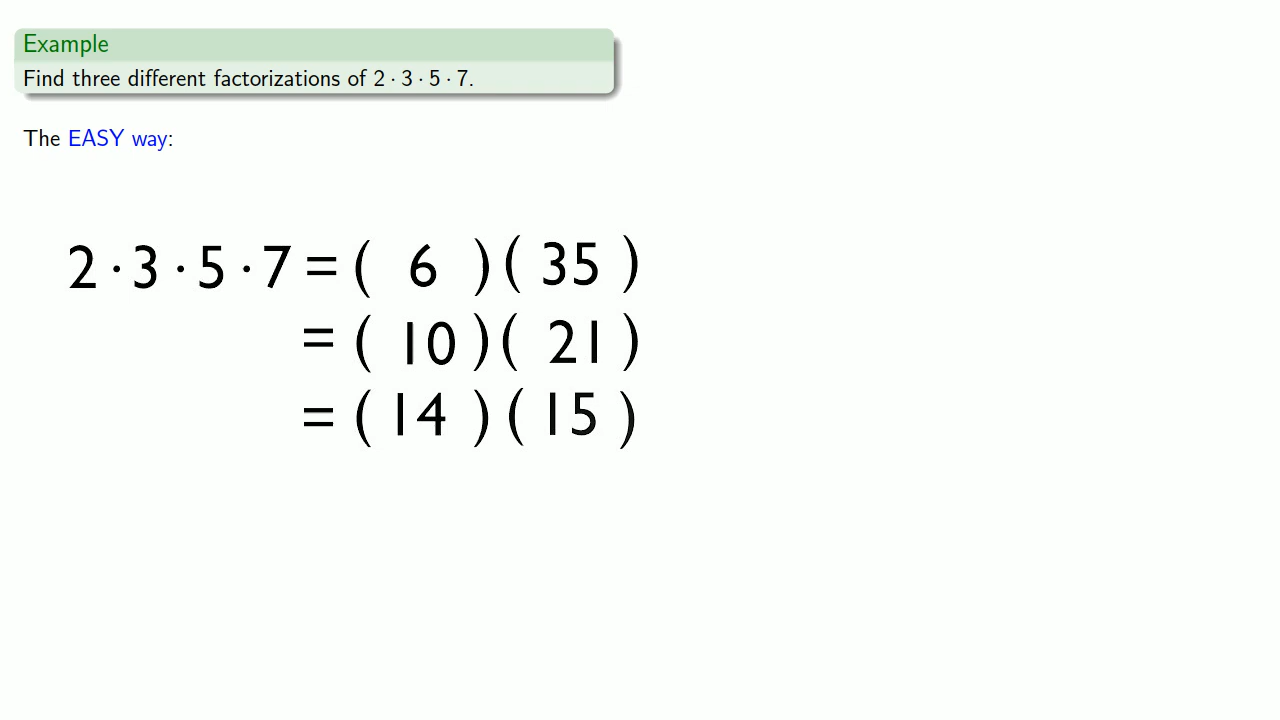 Example
Find three different factorizations of 2 · 3 · 5 · 7.
The EASY way:
2 · 3 · 5 · 7 = ( 6 ) ( 35 )
= ( 10 ) ( 21 )
= ( 14 ) ( 15 )